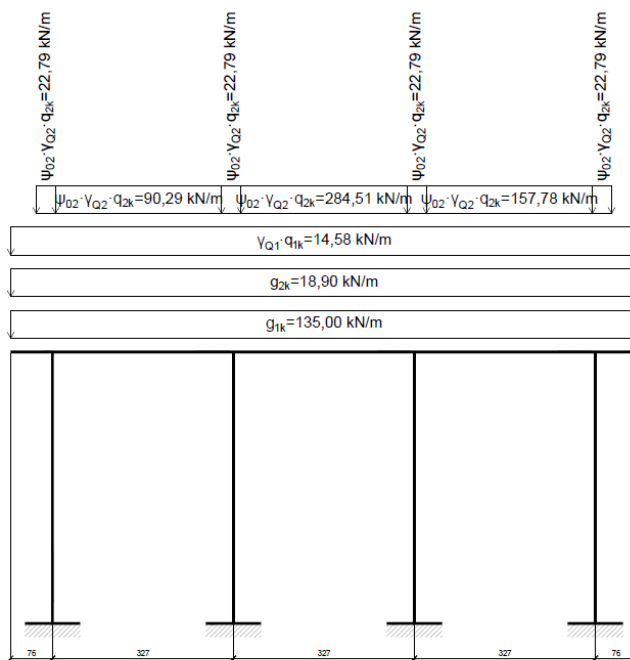 ψ02·γQ2·q2k=22,79 kN/m
ψ02·γQ2·q2k=22,79 kN/m
ψ02·γQ2·q2k=22,79 kN/m
ψ02·γQ2·q2k=22,79 kN/m
ψ02·γQ2·q2k=90,29 kN/m
ψ02·γQ2·q2k=284,51 kN/m
ψ02·γQ2·q2k=157,78 kN/m
γQ1·q1k=14,58 kN/m
g2k=18,90 kN/m
g1k=135,00 kN/m
76
327
327
327
76